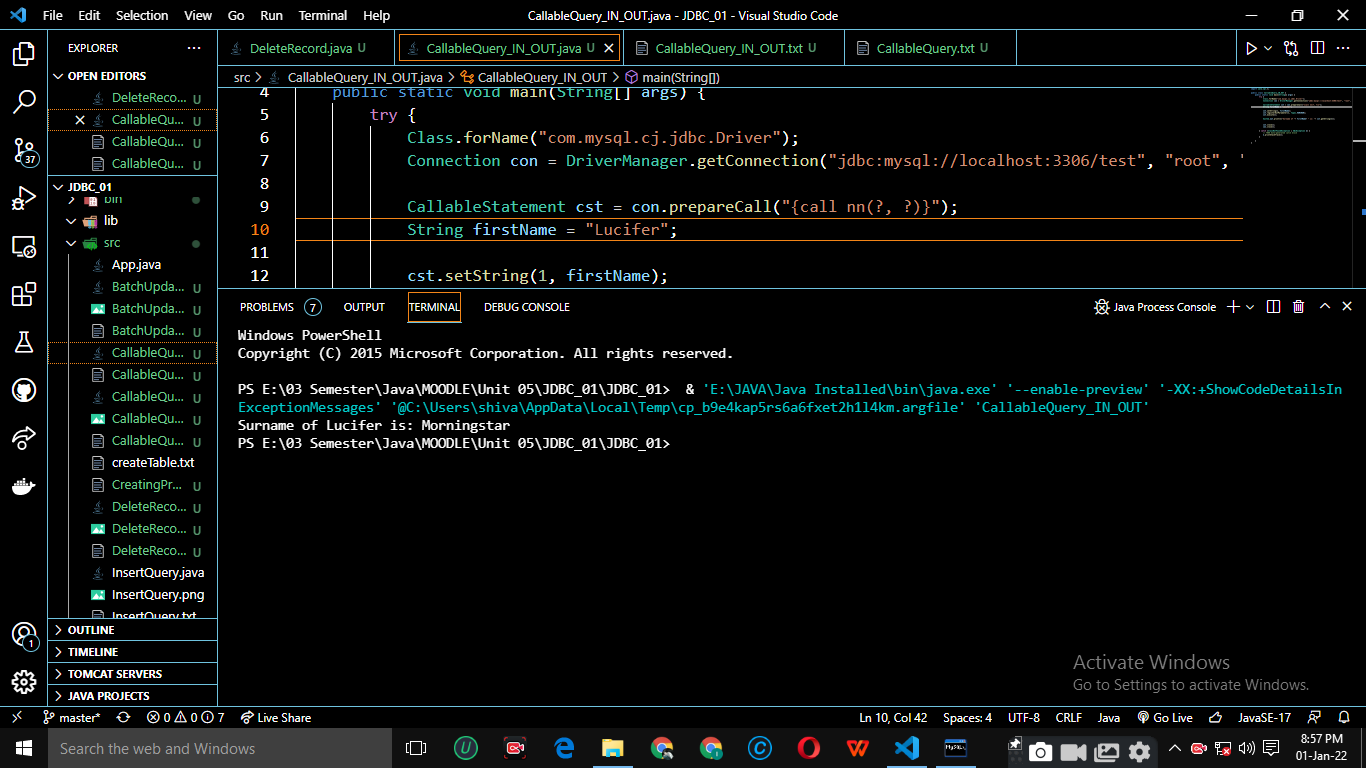 File Edit Selection View Go Run Terminal Help
CallableQuery_IN_OUT.java - JDBC_01 - Visual Studio Code
EXPLORER
OPEN EDITORS
DeleteReco... U
CallableQu... U
CallableQu... U
CallableQu... U
JDBC_01
bin
lib
src
App.java
BatchUpda... U
BatchUpda... U
BatchUpda... U
CallableQu... U
CallableQu... U
CallableQu... U
CallableQu... U
CallableQu... U
createTable.txt
CreatingPr... U
DeleteReco... U
DeleteReco... U
DeleteReco... U
InsertQuery.java
InsertQuery.png
InsertQuery.txt
OUTLINE
TIMELINE
TOMCAT SERVERS
JAVA PROJECTS
37
1
DeleteRecord.java U
CallableQuery_IN_OUT.java U
CallableQuery_IN_OUT.txt U
CallableQuery.txt U
src > CallableQuery_IN_OUT.java > CallableQuery_IN_OUT > main(String[])
4 public static void main(String[] args) {
5 try {
6 Class.forName("com.mysql.cj.jdbc.Driver");
7 Connection con = DriverManager.getConnection("jdbc:mysql://localhost:3306/test", "root", "
8
9 CallableStatement cst = con.prepareCall("{call nn(?, ?)}");
10 String firstName = "Lucifer";
11
12 cst.setString(1, firstName);
PROBLEMS 7 OUTPUT TERMINAL DEBUG CONSOLE
Java Process Console
Windows PowerShell
Copyright (C) 2015 Microsoft Corporation. All rights reserved.
PS E:\03 Semester\Java\MOODLE\Unit 05\JDBC_01\JDBC_01> & 'E:\JAVA\Java Installed\bin\java.exe' '--enable-preview' '-XX:+ShowCodeDetailsIn
ExceptionMessages' '@C:\Users\shiva\AppData\Local\Temp\cp_b9e4kap5rs6a6fxet2h1l4km.argfile' 'CallableQuery_IN_OUT'
Surname of Lucifer is: Morningstar
PS E:\03 Semester\Java\MOODLE\Unit 05\JDBC_01\JDBC_01>
Activate Windows
Go to Settings to activate Windows.
master* 0 0 7 Live Share
Ln 10, Col 42 Spaces: 4 UTF-8 CRLF Java Go Live JavaSE-17
Search the web and Windows
MySQL
8:57 PM
01-Jan-22